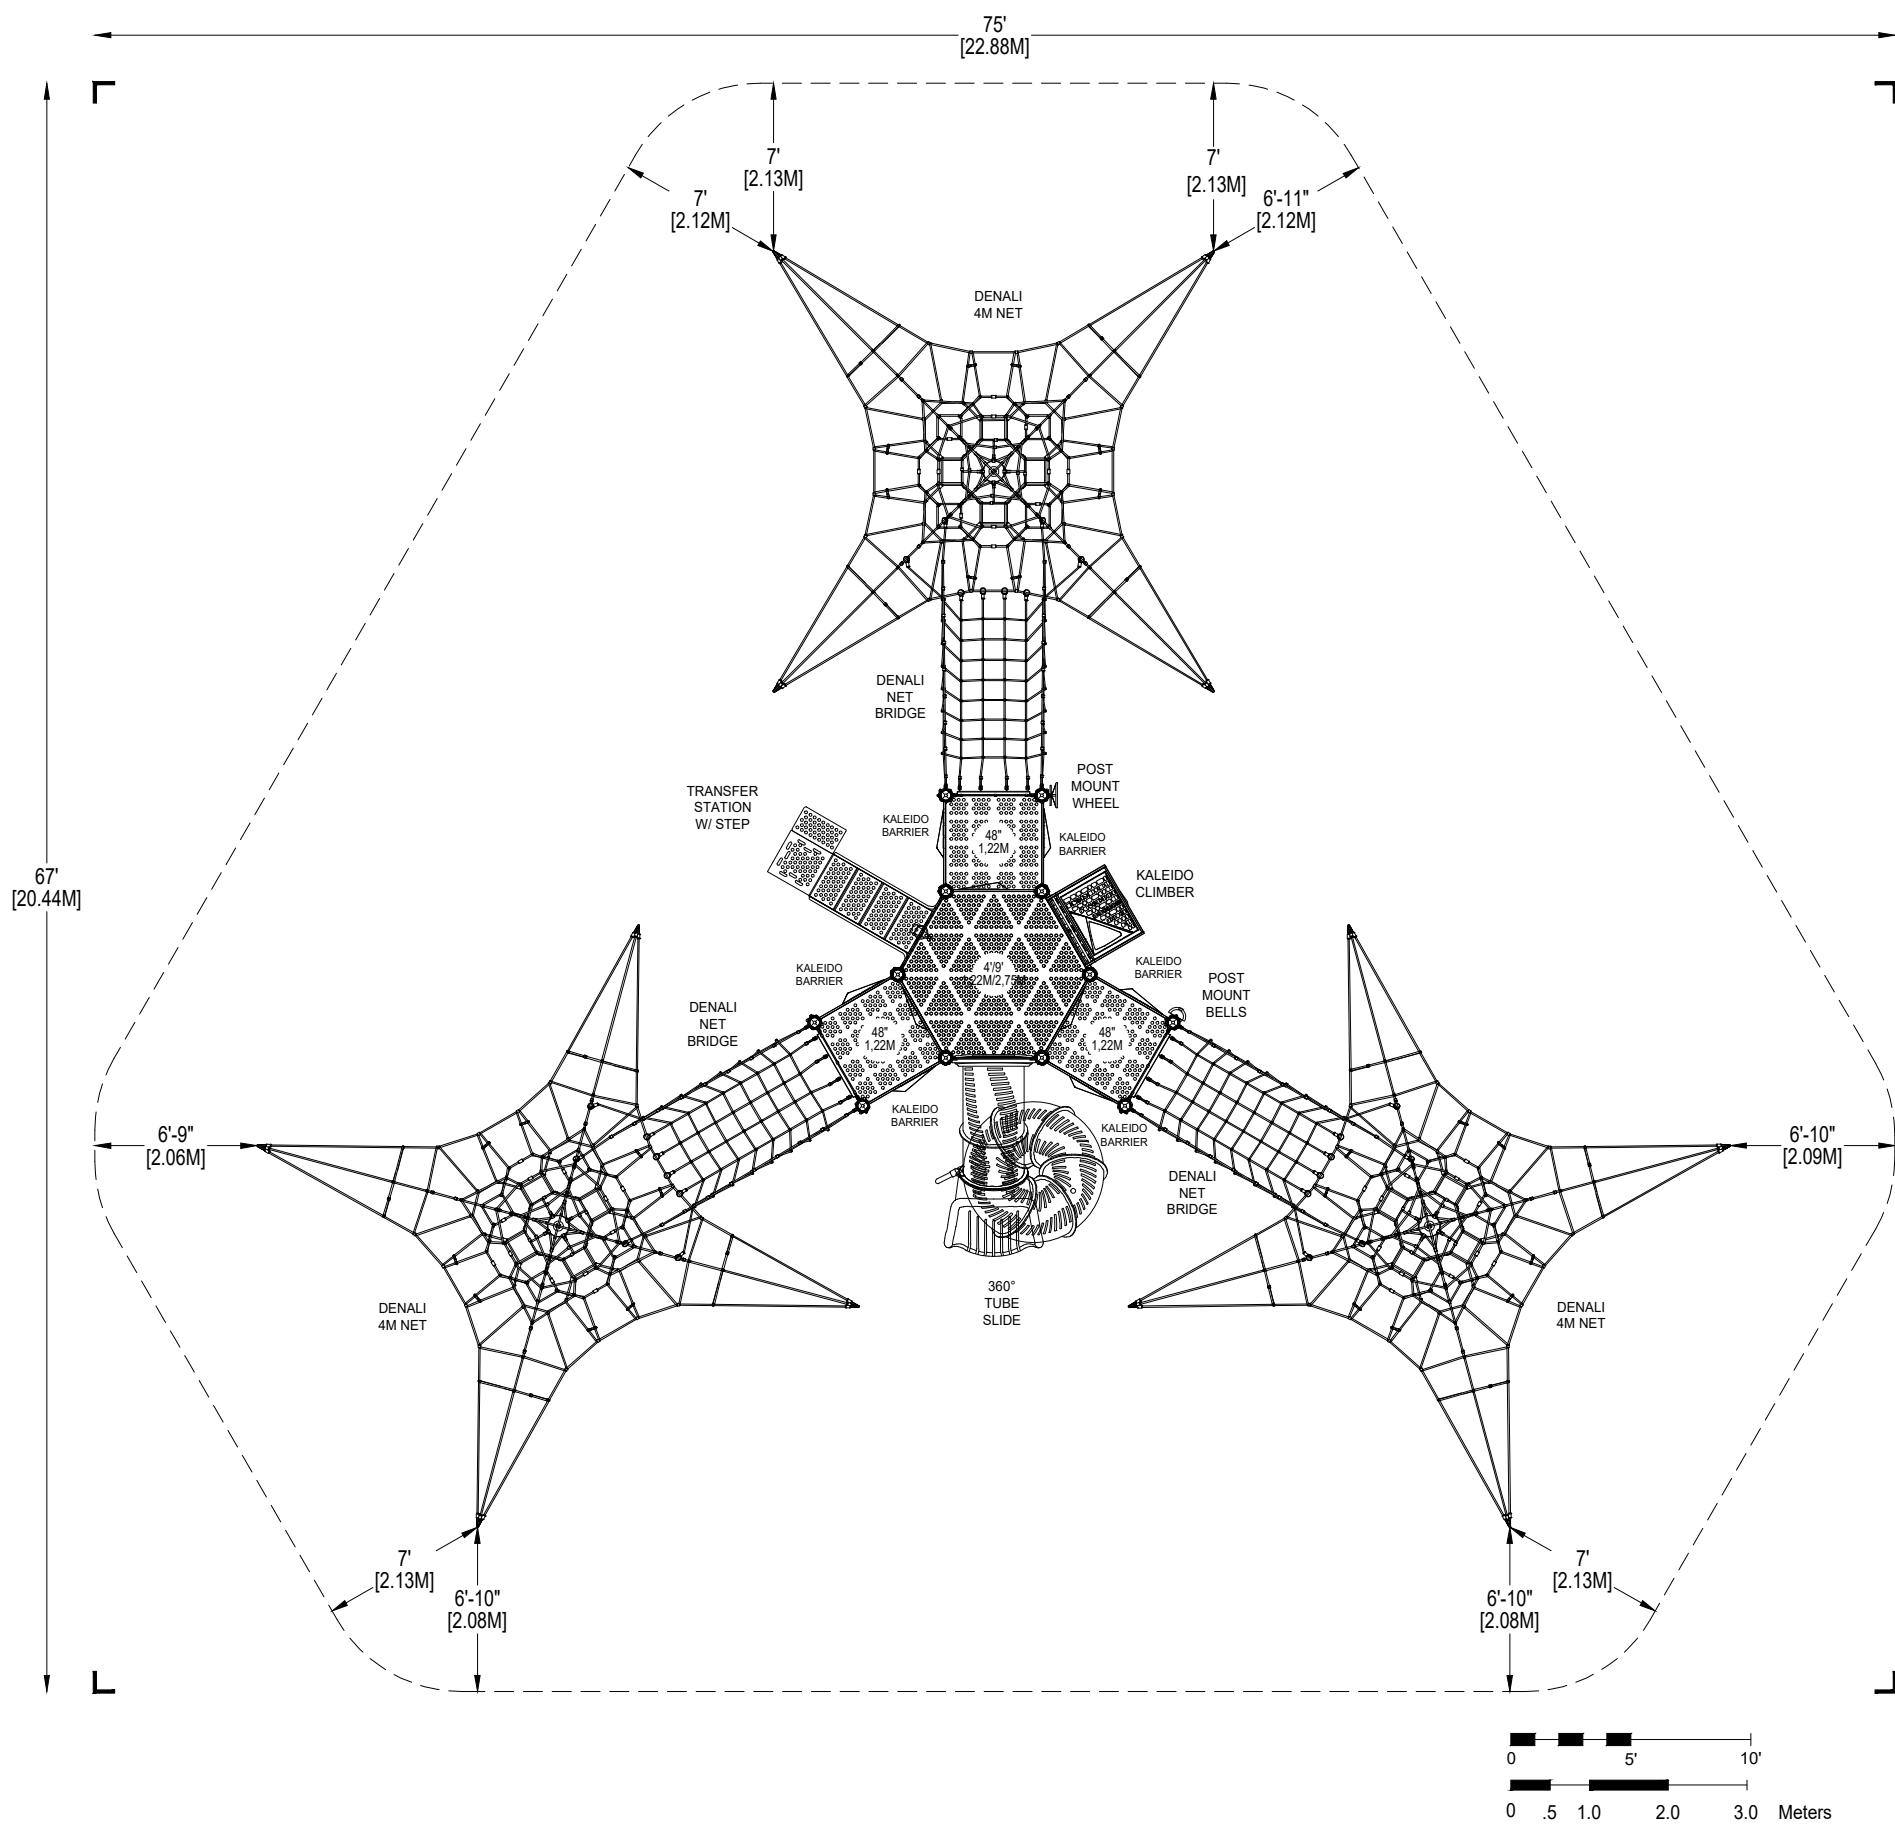 75'
[22.88M]
7'
[2.13M]
7'
[2.13M]
7'
[2.12M]
6'-11"
[2.12M]
DENALI
4M NET
DENALI
NET
BRIDGE
POST
MOUNT
WHEEL
TRANSFER
STATION
W/ STEP
KALEIDO
BARRIER
48"
1,22M
KALEIDO
BARRIER
KALEIDO
CLIMBER
67'
[20.44M]
KALEIDO
BARRIER
4'/9'
1,22M/2,75M
KALEIDO
BARRIER
POST
MOUNT
BELLS
DENALI
NET
BRIDGE
48"
1,22M
48"
1,22M
KALEIDO
BARRIER
KALEIDO
BARRIER
6'-9"
[2.06M]
6'-10"
[2.09M]
DENALI
NET
BRIDGE
360°
TUBE
SLIDE
DENALI
4M NET
DENALI
4M NET
7'
[2.13M]
6'-10"
[2.08M]
6'-10"
[2.08M]
7'
[2.13M]
0 5' 10'
0 .5 1.0 2.0 3.0 Meters